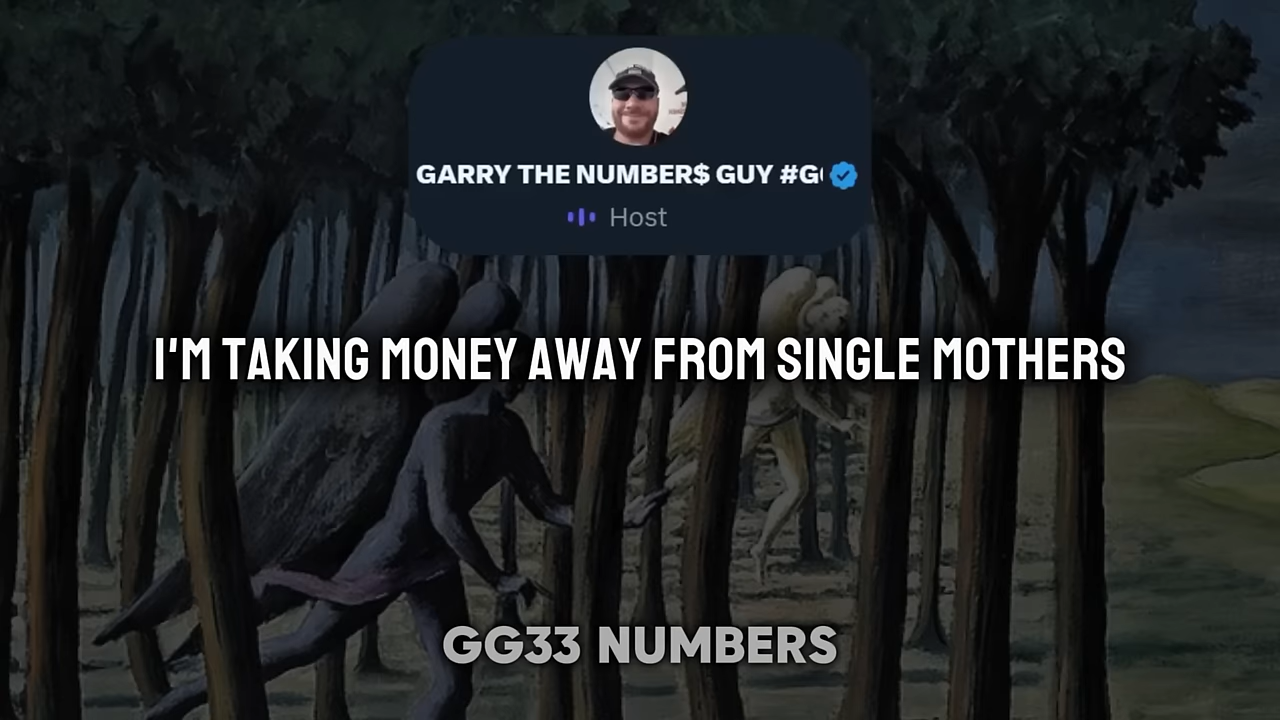 GARRY THE NUMBER$ GUY #G
Host
I'M TAKING MONEY AWAY FROM SINGLE MOTHERS
GG33 NUMBERS